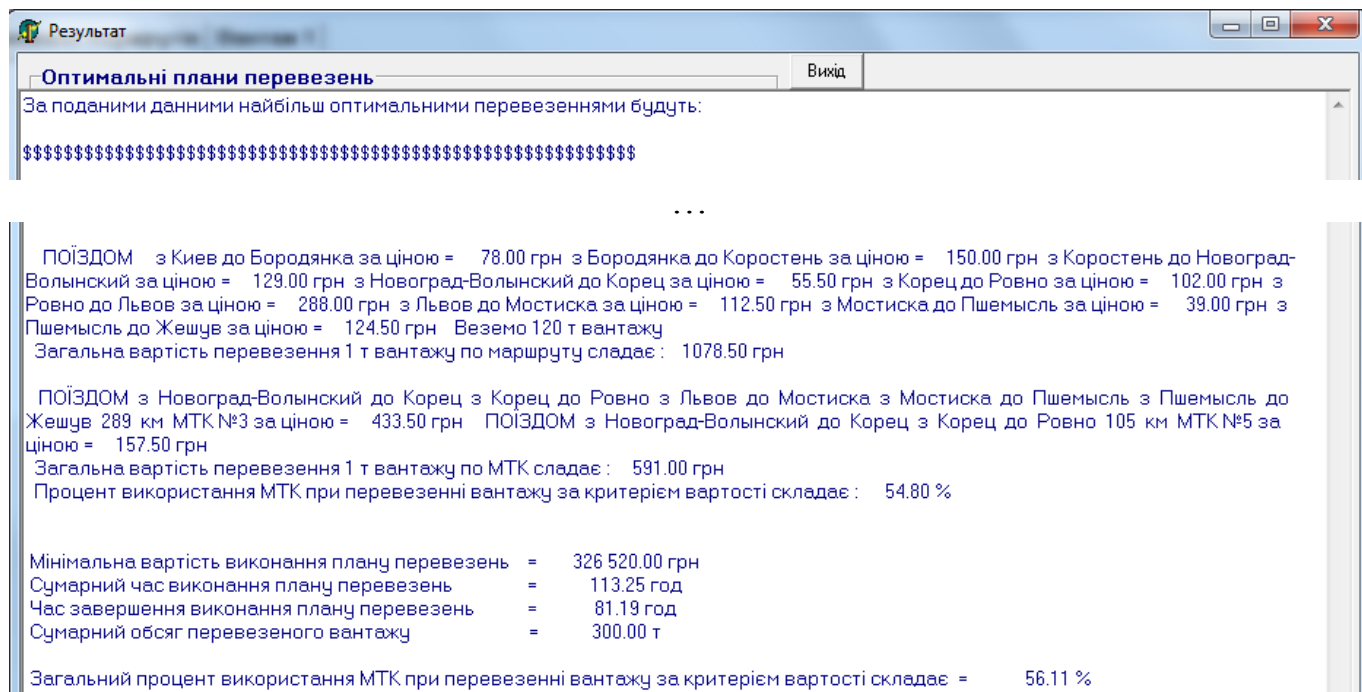 Результат
Оптимальні плани перевезень
Вихід
За поданими данними найбільш оптимальними перевезеннями будуть:
$$$$$$$$$$$$$$$$$$$$$$$$$$$$$$$$$$$$$$$$$$$$$$$$$$$$$$$$$$$$$
...
ПОЇЗДОМ з Киев до Бородянка за ціною = 78.00 грн з Бородянка до Коростень за ціною = 150.00 грн з Коростень до Новоград-
Волынский за ціною = 129.00 грн з Новоград-Волынский до Корец за ціною = 55.50 грн з Корец до Ровно за ціною = 102.00 грн з
Ровно до Львов за ціною = 288.00 грн з Львов до Мостиска за ціною = 112.50 грн з Мостиска до Пшемысль за ціною = 39.00 грн з
Пшемысль до Жешув за ціною = 124.50 грн Веземо 120 т вантажу
Загальна вартість перевезення 1 т вантажу по маршруту сладає : 1078.50 грн
ПОЇЗДОМ з Новоград-Волынский до Корец з Корец до Ровно з Львов до Мостиска з Мостиска до Пшемысль з Пшемысль до
Жешув 289 км МТК №3 за ціною = 433.50 грн ПОЇЗДОМ з Новоград-Волынский до Корец з Корец до Ровно 105 км МТК №5 за
ціною = 157.50 грн
Загальна вартість перевезення 1 т вантажу по МТК сладає : 591.00 грн
Процент використання МТК при перевезенні вантажу за критерієм вартості складає : 54.80 %
Мінімальна вартість виконання плану перевезень = 326 520.00 грн
Сумарний час виконання плану перевезень = 113.25 год
Час завершення виконання плану перевезень = 81.19 год
Сумарний обсяг перевезеного вантажу = 300.00 т
Загальний процент використання МТК при перевезенні вантажу за критерієм вартості складає = 56.11 %